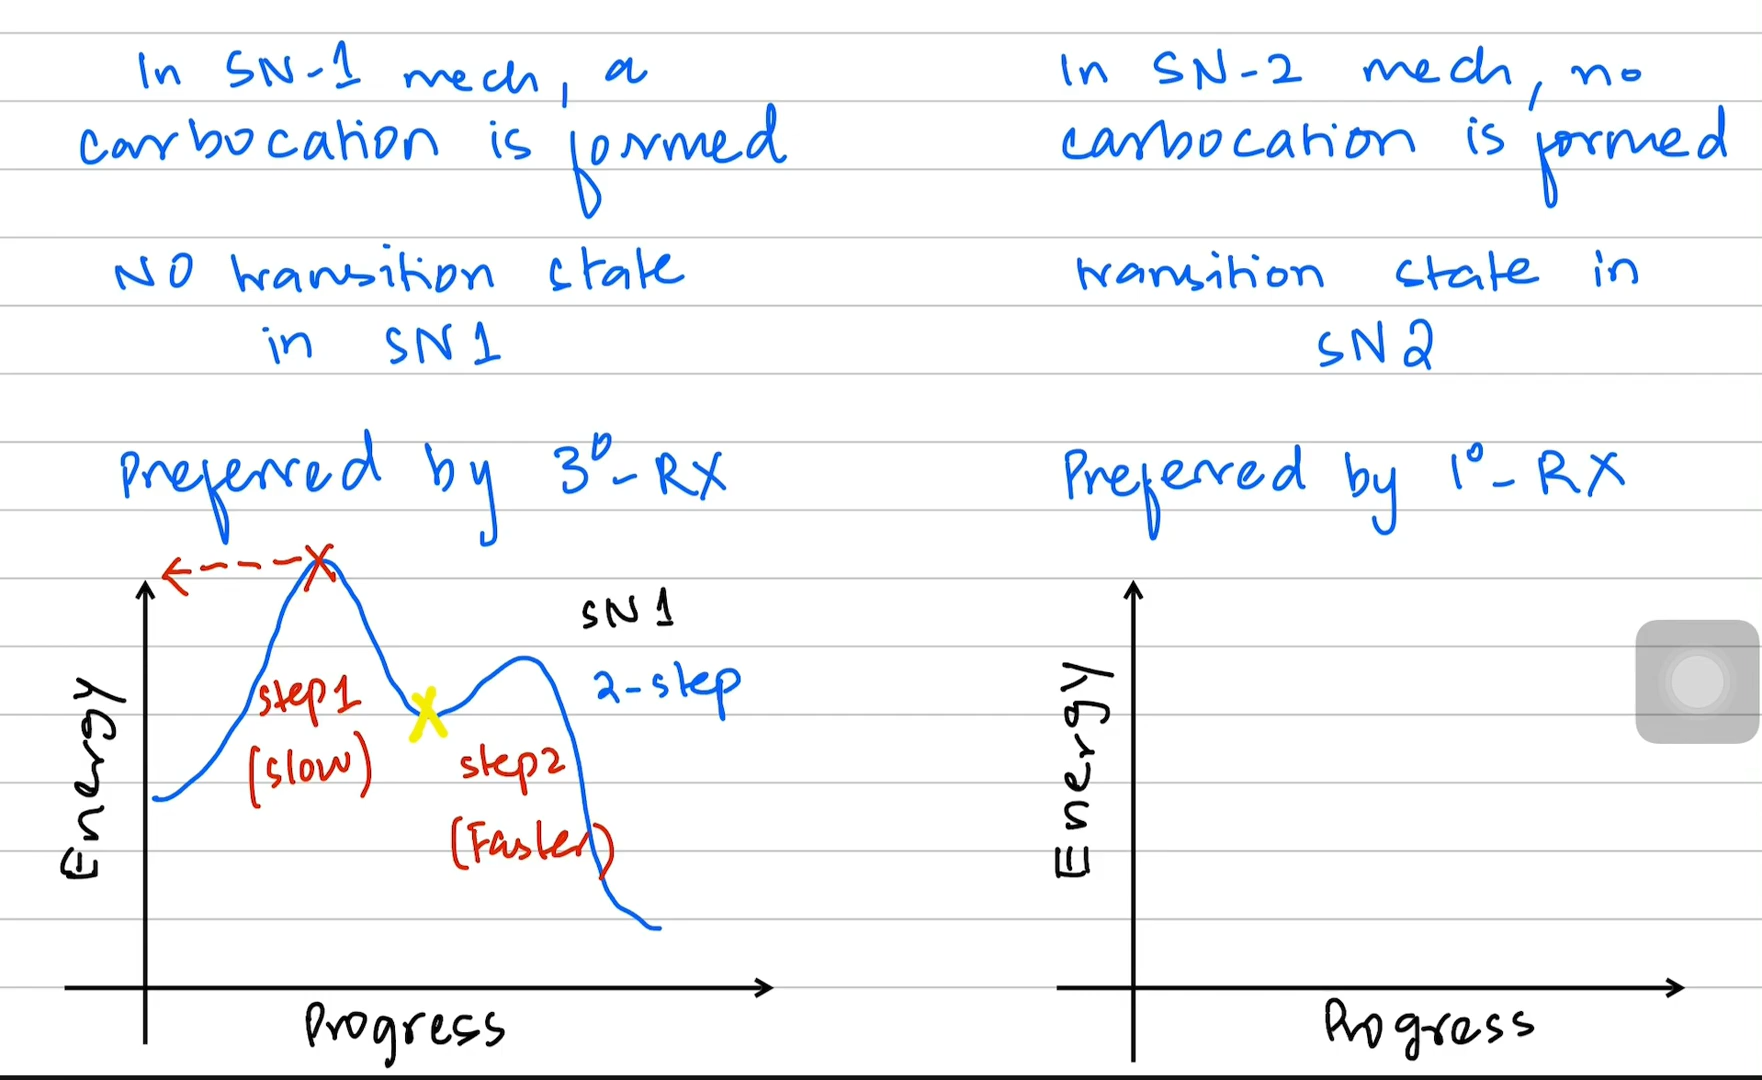 In SN-1 mech, a
carbocation is formed
NO transition state
in SN1
Preferred by 3°-RX
SN1
2-step
step1
(slow)
step2
(Faster)
Energy
Progress
In SN-2 mech, no
carbocation is formed
transition state in
SN2
Preferred by 1°-RX
Energy
Progress